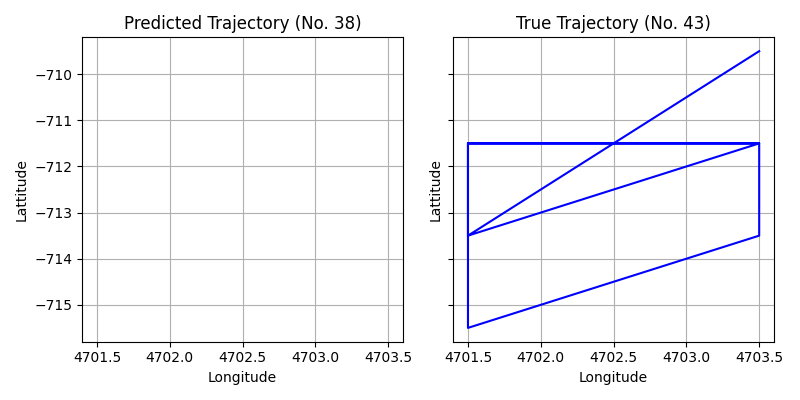 Predicted Trajectory (No. 38)
True Trajectory (No. 43)
−710
−711
−712
−713
−714
−715
Lattitude
Lattitude
4701.5 4702.0 4702.5 4703.0 4703.5
4701.5 4702.0 4702.5 4703.0 4703.5
Longitude
Longitude